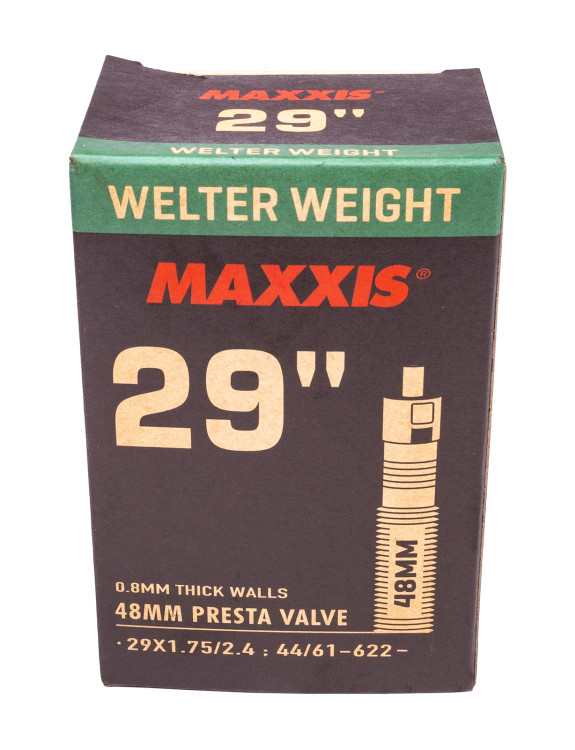 MAXXIS
29"
WELTER WEIGHT
WELTER WEIGHT
MAXXIS®
29"
48MM
0.8MM THICK WALLS
48MM PRESTA VALVE
·29X1.75/2.4 : 44/61-622-